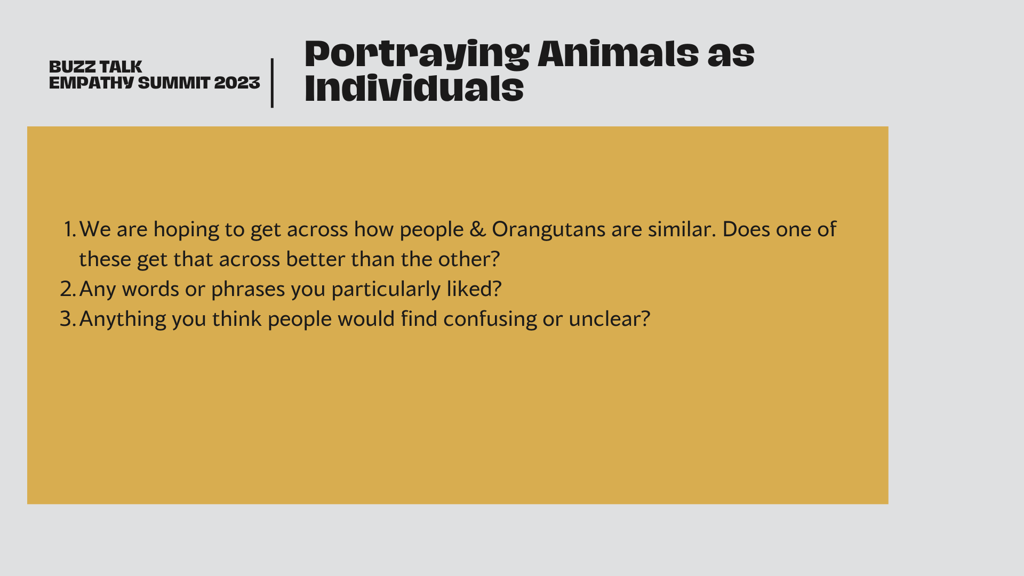 BUZZ TALK
EMPATHY SUMMIT 2023
Portraying Animals as
Individuals
1. We are hoping to get across how people & Orangutans are similar. Does one of
these get that across better than the other?
2. Any words or phrases you particularly liked?
3. Anything you think people would find confusing or unclear?